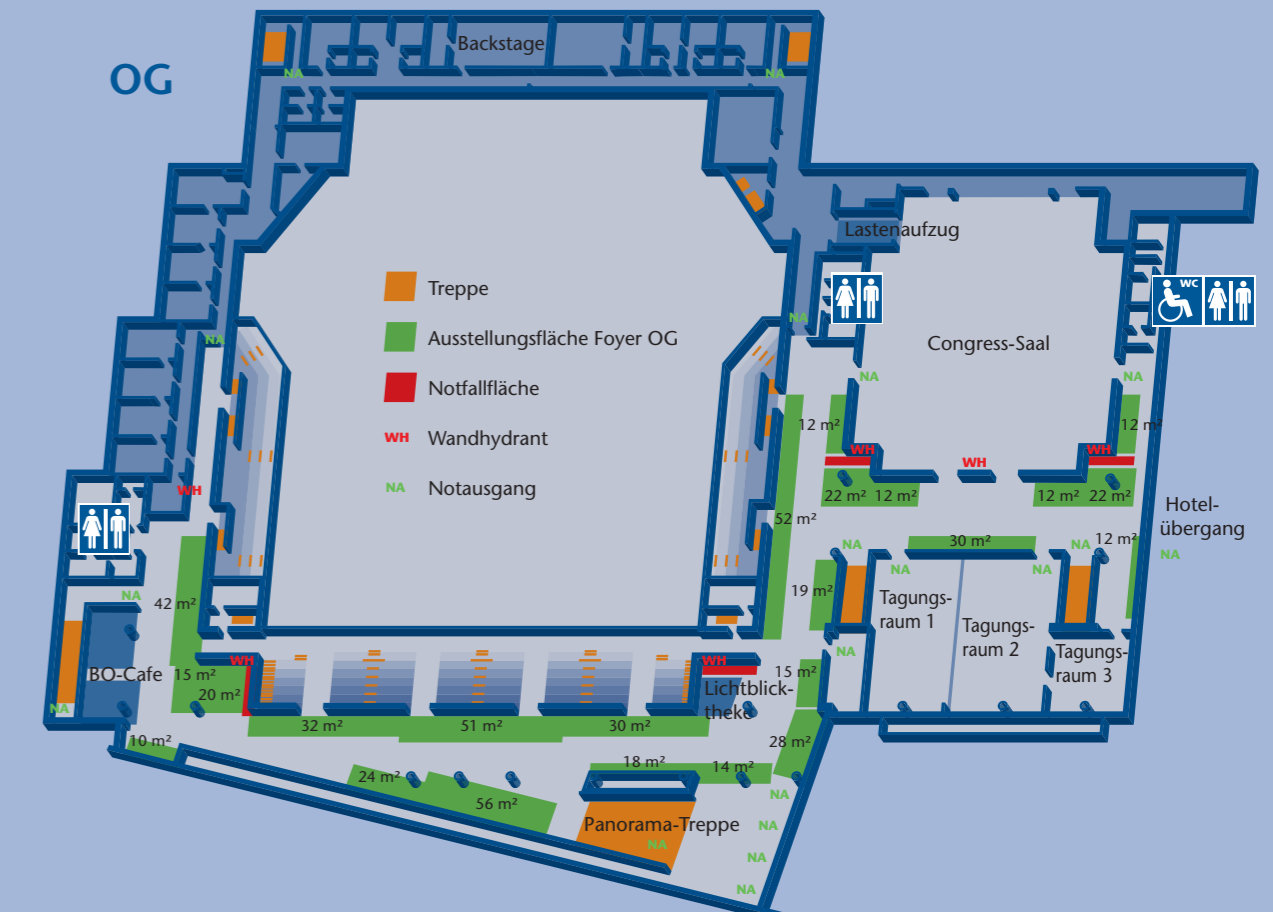 OG
Backstage
NA
NA
Lastenaufzug
WC
Treppe
Ausstellungsfläche Foyer OG
Notfallfläche
WH Wandhydrant
NA Notausgang
NA
NA
Congress-Saal
NA
NA
12 m²
12 m²
WH
WH
WH
22 m²
12 m²
12 m²
22 m²
WH
52 m²
Hotel-
übergang
NA
NA
30 m²
NA
12 m²
NA
NA
19 m²
Tagungs-
raum 1
Tagungs-
raum 2
Tagungs-
raum 3
NA
NA
42 m²
BO-Cafe
NA
WH
15 m²
20 m²
WH
Lichtblick-
theke
15 m²
32 m²
51 m²
30 m²
28 m²
10 m²
24 m²
56 m²
18 m²
14 m²
Panorama-Treppe
NA
NA
NA
NA
NA